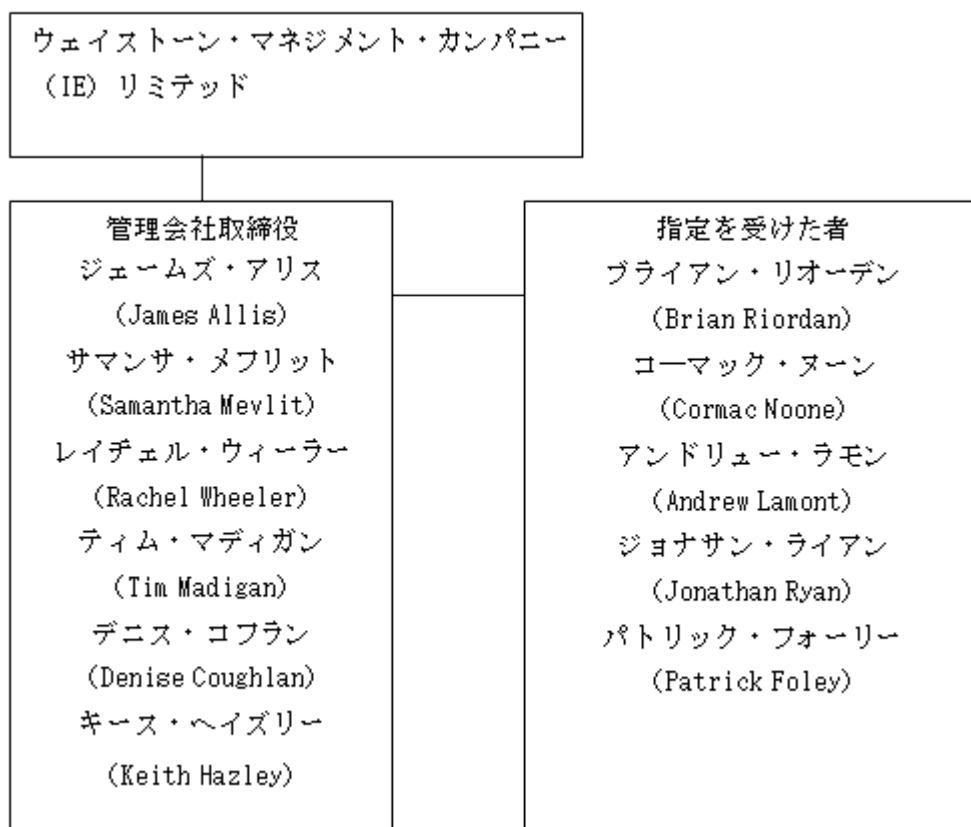 ウェイストーン・マネジメント・カンパニー
（IE）リミテッド
管理会社取締役
ジェームズ・アリス
(James Allis)
サマンサ・メフリット
(Samantha Mevlit)
レイチェル・ウィーラー
(Rachel Wheeler)
ティム・マディガン
(Tim Madigan)
デニス・コフラン
(Denise Coughlan)
キース・ヘイズリー
(Keith Hazley)
指定を受けた者
ブライアン・リオーデン
(Brian Riordan)
コ―マック・ヌーン
(Cormac Noone)
アンドリュー・ラモン
(Andrew Lamont)
ジョナサン・ライアン
(Jonathan Ryan)
パトリック・フォーリー
(Patrick Foley)